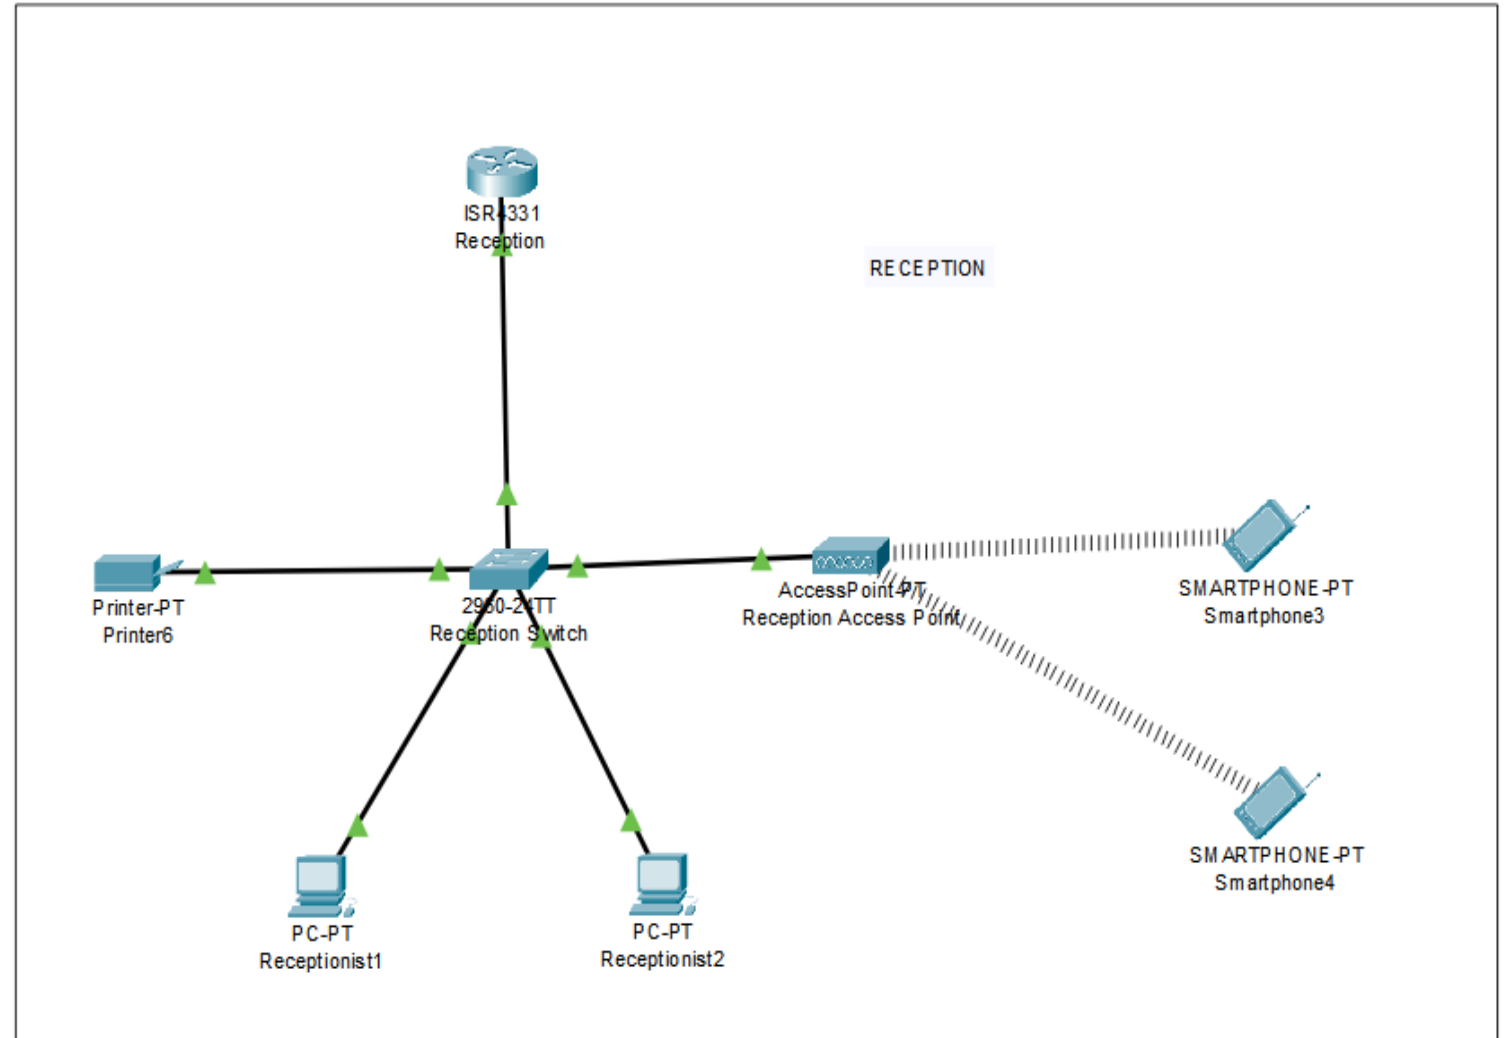 ISR4331
Reception
RECEPTION
Printer-PT
Printer6
2960-24TT
Reception Switch
AccessPoint-PT
Reception Access Point
SMARTPHONE-PT
Smartphone3
SMARTPHONE-PT
Smartphone4
PC-PT
Receptionist1
PC-PT
Receptionist2